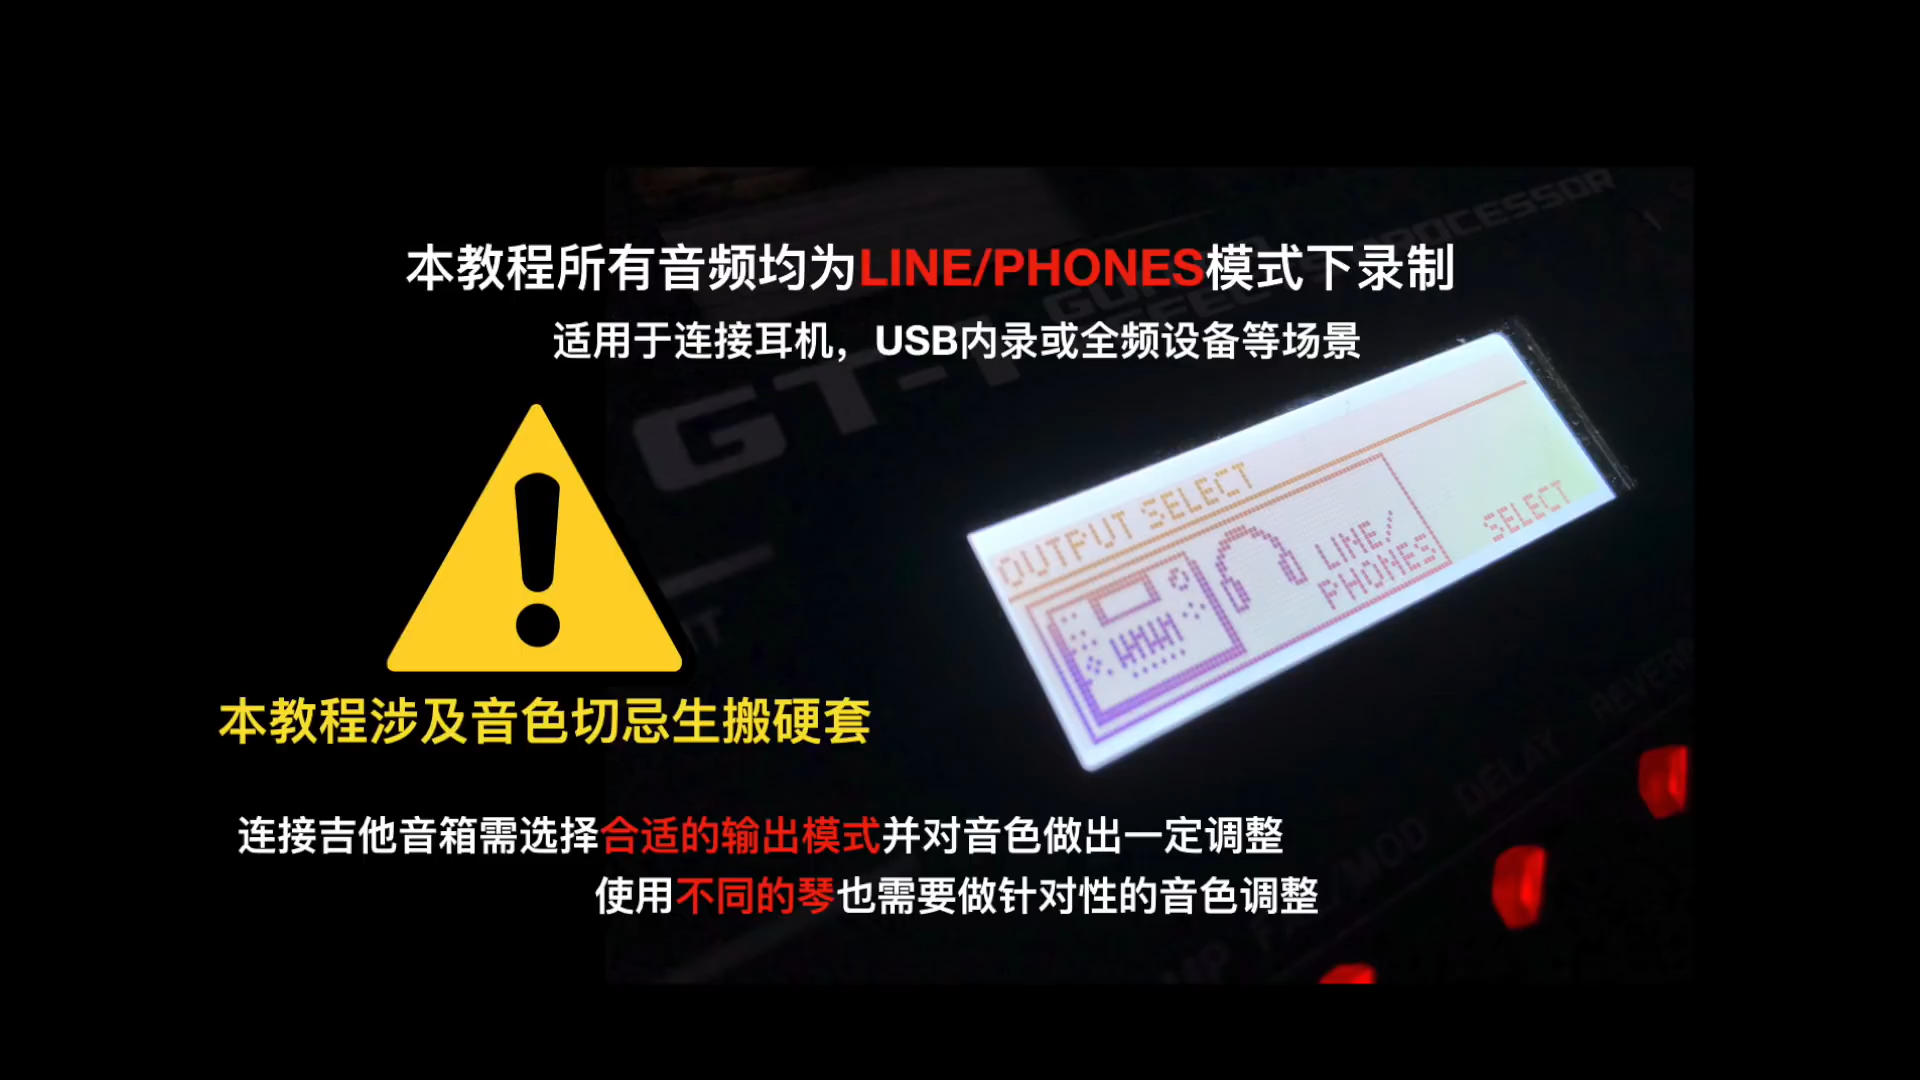 本教程所有音频均为LINE/PHONES模式下录制
适用于连接耳机，USB内录或全频设备等场景
GT-1
PROCESSOR
OUTPUT SELECT
LINE/
PHONES
SELECT
本教程涉及音色切忌生搬硬套
连接吉他音箱需选择合适的输出模式并对音色做出一定调整
使用不同的琴也需要做针对性的音色调整
DELAY
/MOD